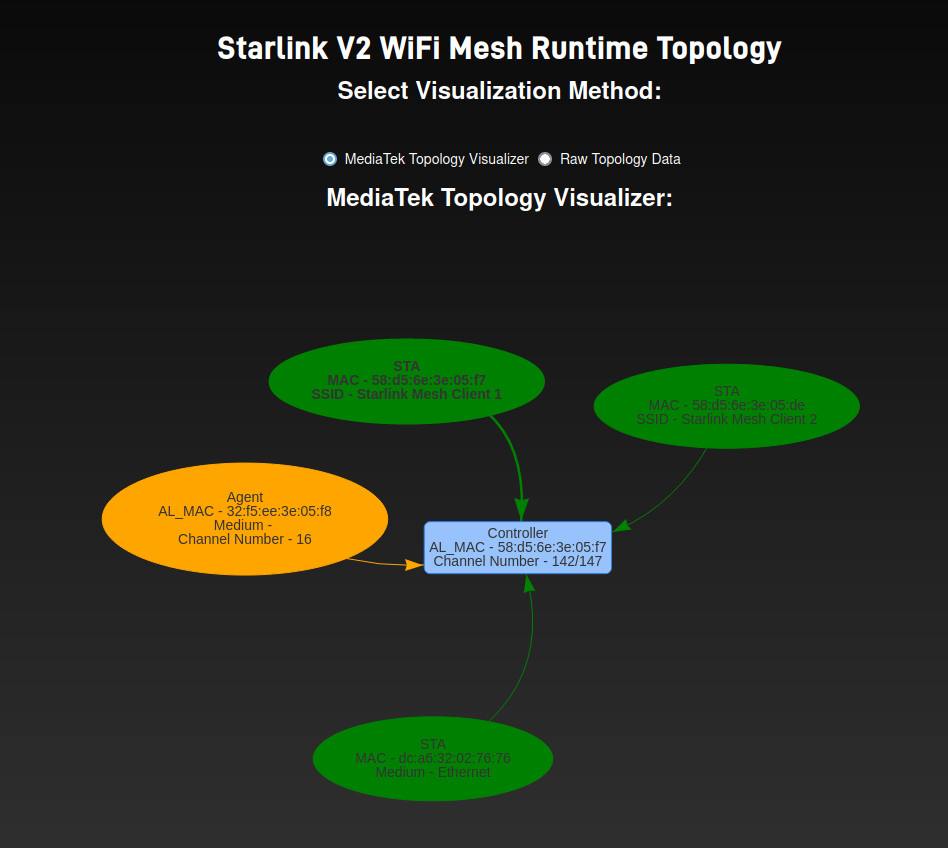 Starlink V2 WiFi Mesh Runtime Topology
Select Visualization Method:
MediaTek Topology Visualizer Raw Topology Data
MediaTek Topology Visualizer:
STA
MAC - 58:d5:6e:3e:05:f7
SSID - Starlink Mesh Client 1
STA
MAC - 58:d5:6e:3e:05:de
SSID - Starlink Mesh Client 2
Agent
AL_MAC - 32:f5:ee:3e:05:f8
Medium -
Channel Number - 16
Controller
AL_MAC - 58:d5:6e:3e:05:f7
Channel Number - 142/147
STA
MAC - dc:a6:32:02:76:76
Medium - Ethernet